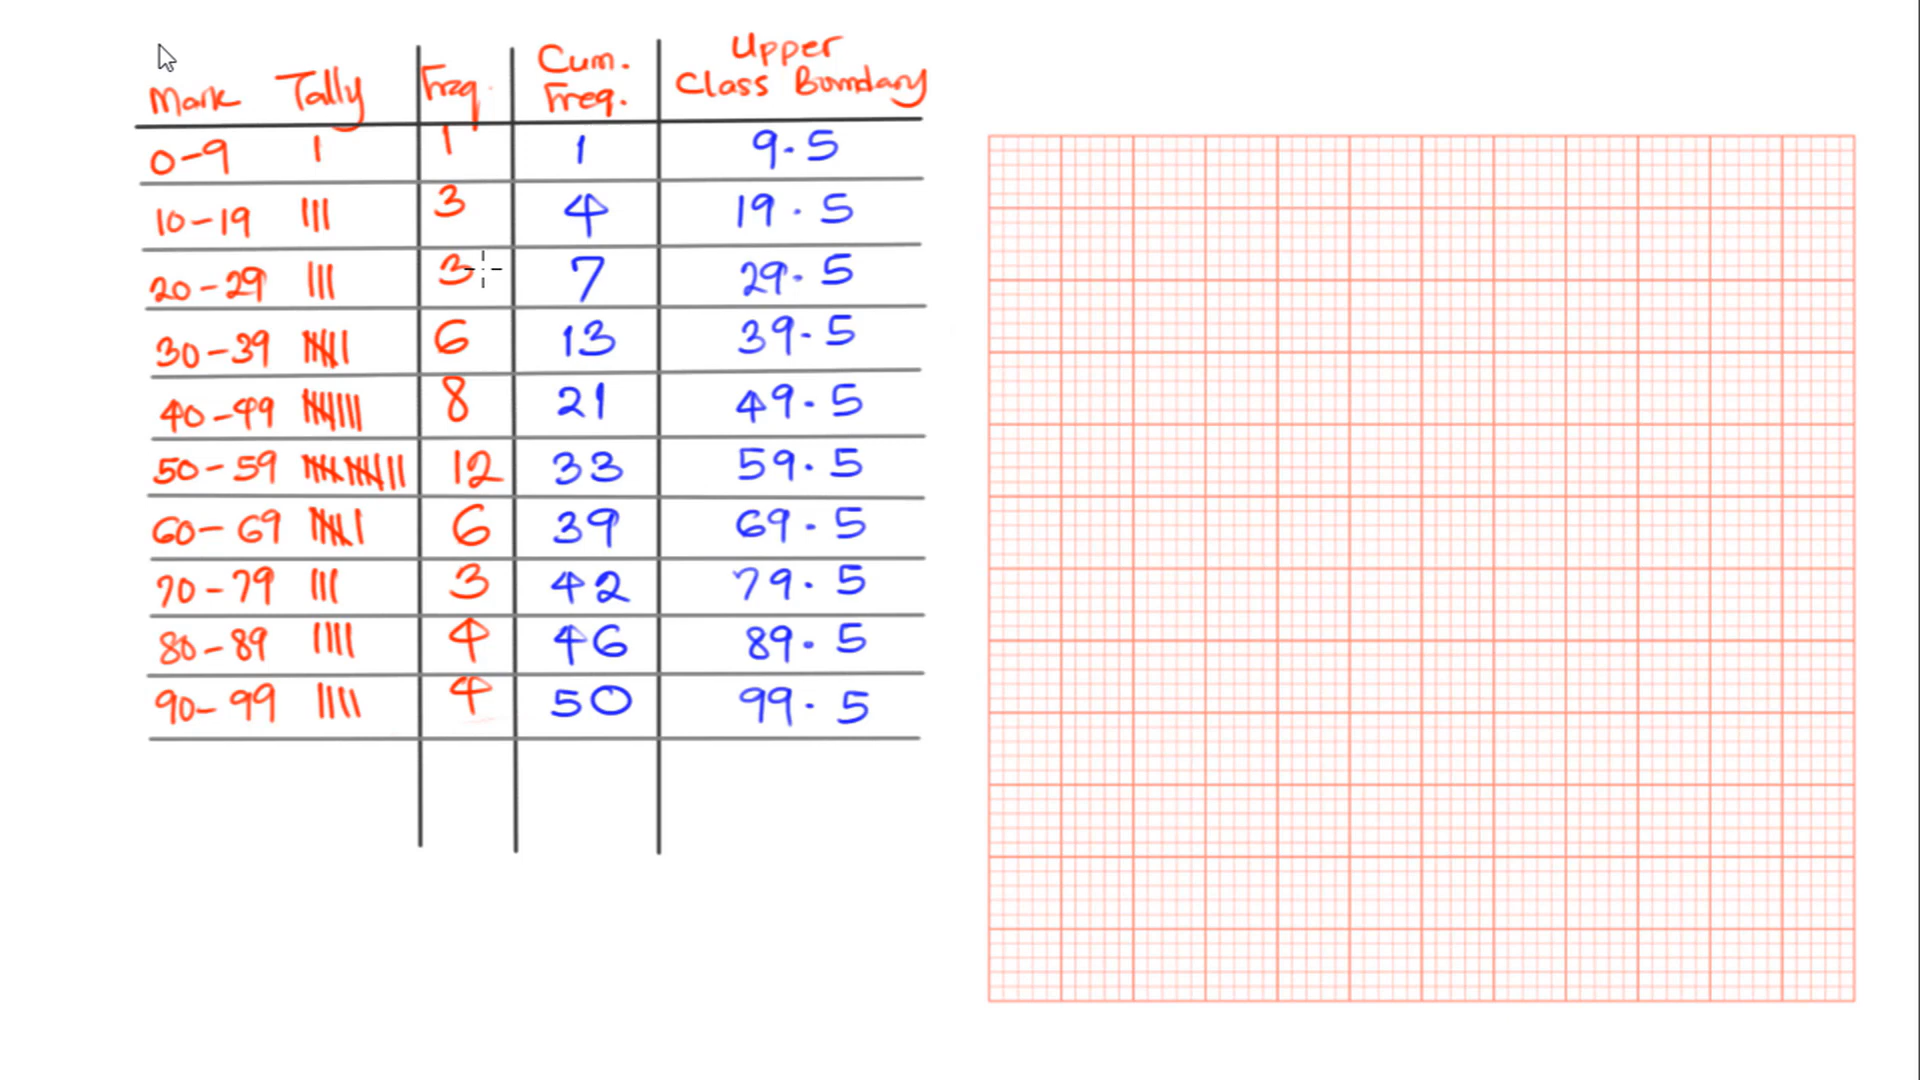 Mark Tally Freq. Cum. Freq. Upper Class Boundary
0-9 | 1 1 9.5
10-19 ||| 3 4 19.5
20-29 ||| 3 7 29.5
30-39 |||| | 6 13 39.5
40-49 |||| ||| 8 21 49.5
50-59 |||| |||| || 12 33 59.5
60-69 |||| | 6 39 69.5
70-79 ||| 3 42 79.5
80-89 |||| 4 46 89.5
90-99 |||| 4 50 99.5